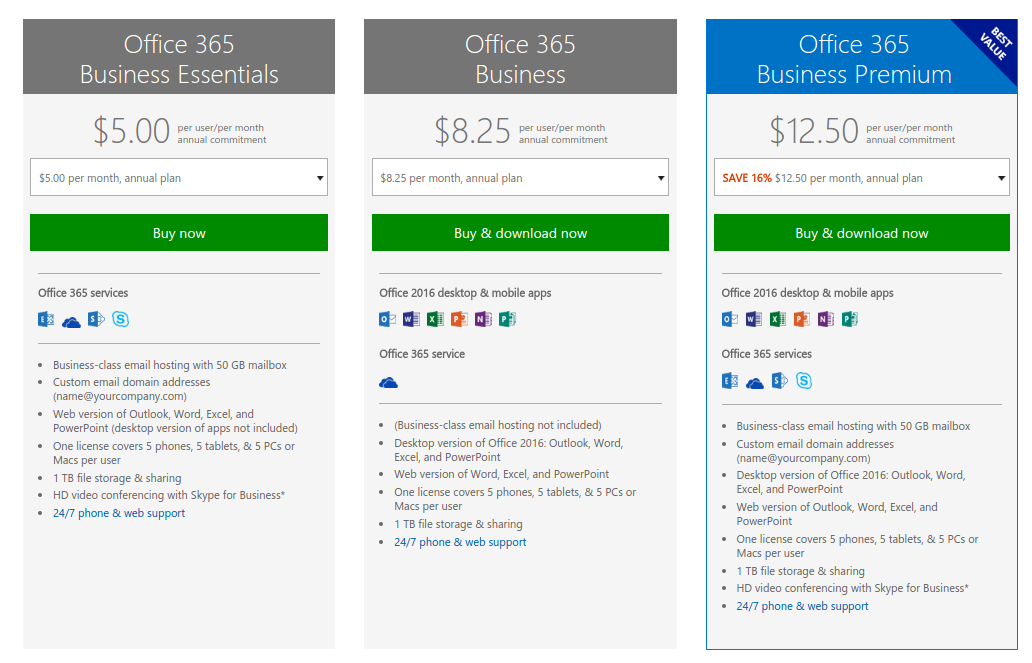 Office 365
Business Essentials
$5.00 per user/per month
annual commitment
$5.00 per month, annual plan
Buy now
Office 365 services
Business-class email hosting with 50 GB mailbox
Custom email domain addresses
(name@yourcompany.com)
Web version of Outlook, Word, Excel, and
PowerPoint (desktop version of apps not included)
One license covers 5 phones, 5 tablets, & 5 PCs or
Macs per user
1 TB file storage & sharing
HD video conferencing with Skype for Business*
24/7 phone & web support
Office 365
Business
$8.25 per user/per month
annual commitment
$8.25 per month, annual plan
Buy & download now
Office 2016 desktop & mobile apps
Office 365 service
(Business-class email hosting not included)
Desktop version of Office 2016: Outlook, Word,
Excel, and PowerPoint
Web version of Word, Excel, and PowerPoint
One license covers 5 phones, 5 tablets, & 5 PCs or
Macs per user
1 TB file storage & sharing
24/7 phone & web support
Office 365
Business Premium
BEST
VALUE
$12.50 per user/per month
annual commitment
SAVE 16% $12.50 per month, annual plan
Buy & download now
Office 2016 desktop & mobile apps
Office 365 services
Business-class email hosting with 50 GB mailbox
Custom email domain addresses
(name@yourcompany.com)
Desktop version of Office 2016: Outlook, Word,
Excel, and PowerPoint
Web version of Outlook, Word, Excel, and
PowerPoint
One license covers 5 phones, 5 tablets, & 5 PCs or
Macs per user
1 TB file storage & sharing
HD video conferencing with Skype for Business*
24/7 phone & web support